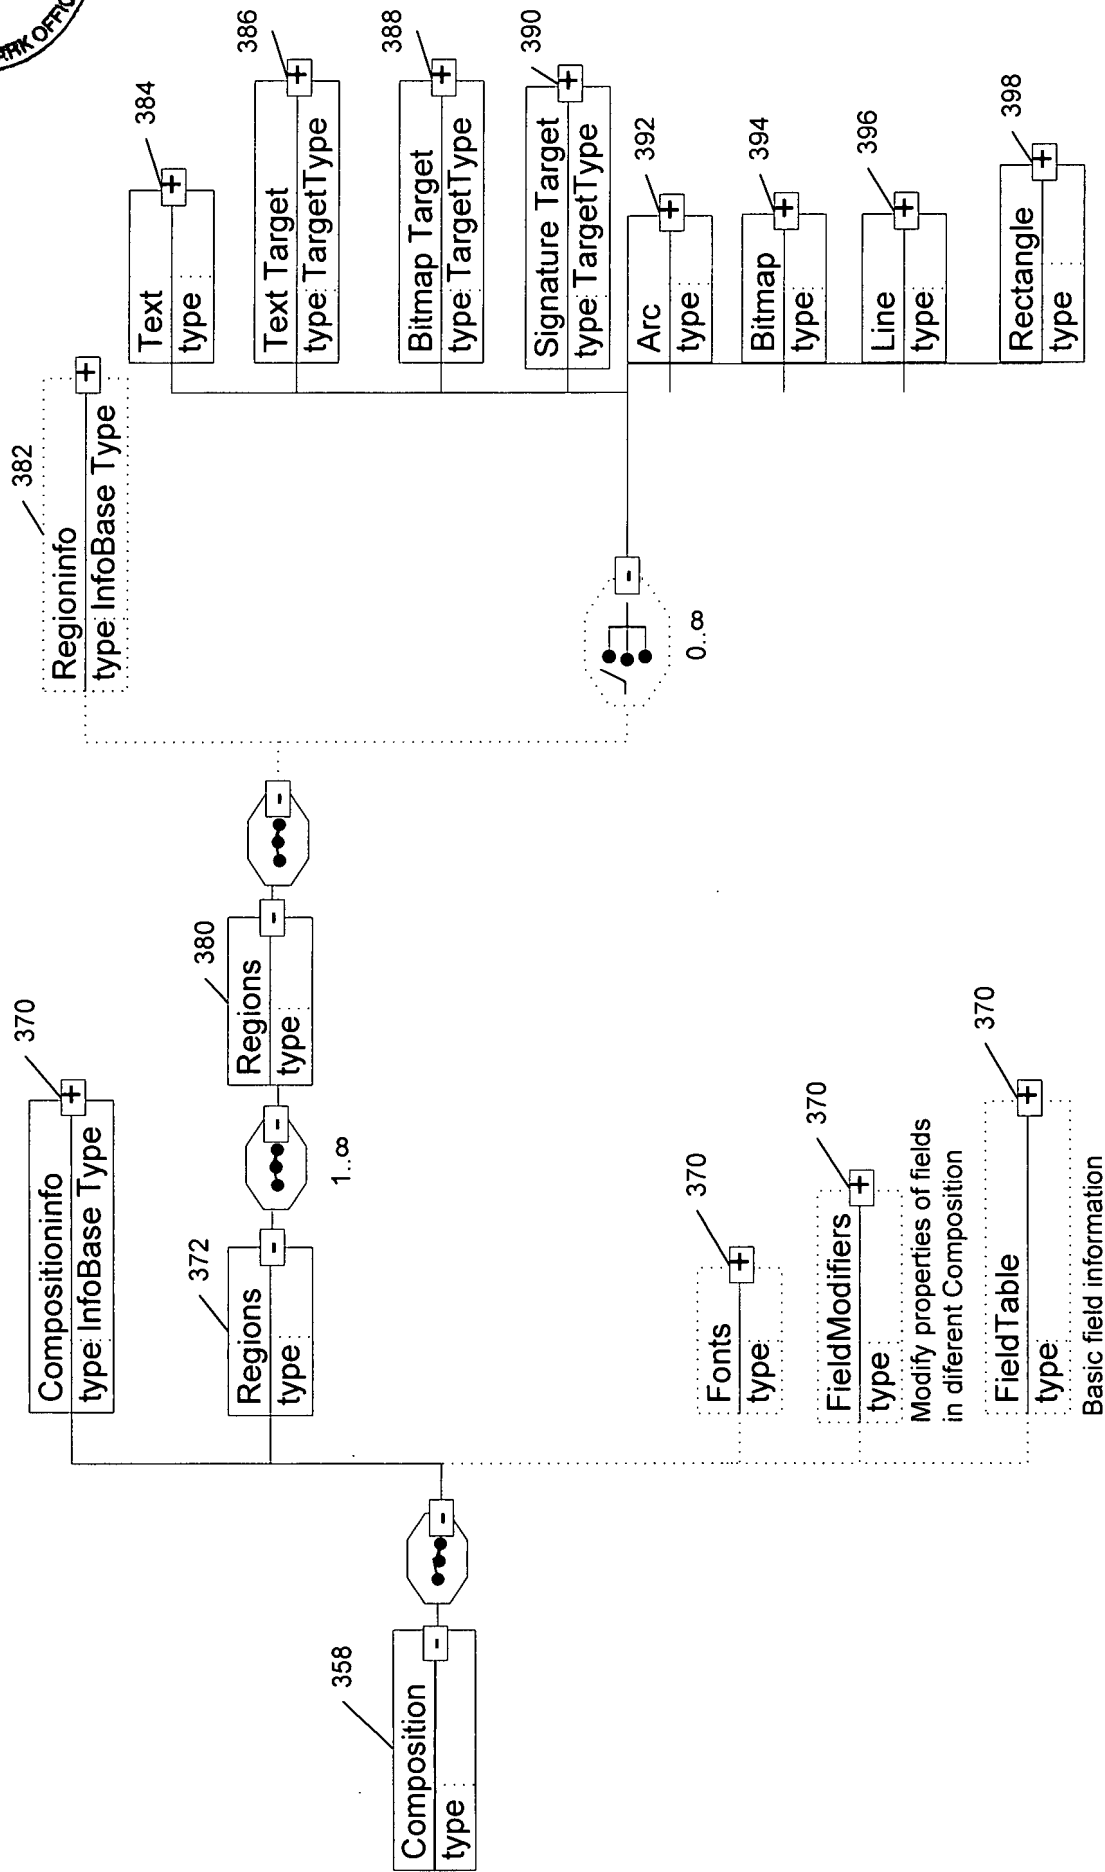 RK OFFIC
358
Composition
type
370
Compositioninfo
type InfoBase Type
372
Regions
type
1..∞
380
Regions
type
370
Fonts
type
370
FieldModifiers
type
Modify properties of fields
in diferent Composition
370
FieldTable
type
Basic field information
382
Regioninfo
type InfoBase Type
0..∞
384
Text
type
386
Text Target
type TargetType
388
Bitmap Target
type TargetType
390
Signature Target
type TargetType
392
Arc
type
394
Bitmap
type
396
Line
type
398
Rectangle
type